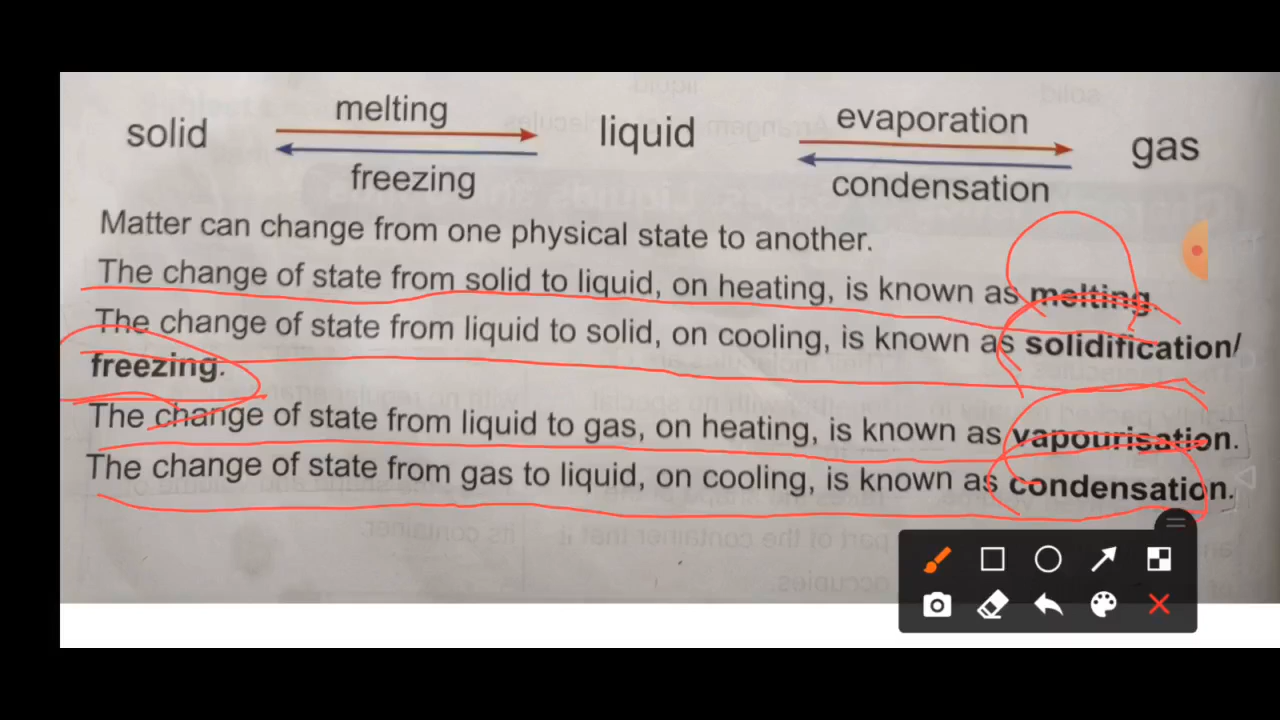 melting evaporation
solid liquid gas
freezing condensation
Matter can change from one physical state to another.
The change of state from solid to liquid, on heating, is known as melting.
The change of state from liquid to solid, on cooling, is known as solidification/
freezing.
The change of state from liquid to gas, on heating, is known as vapourisation.
The change of state from gas to liquid, on cooling, is known as condensation.